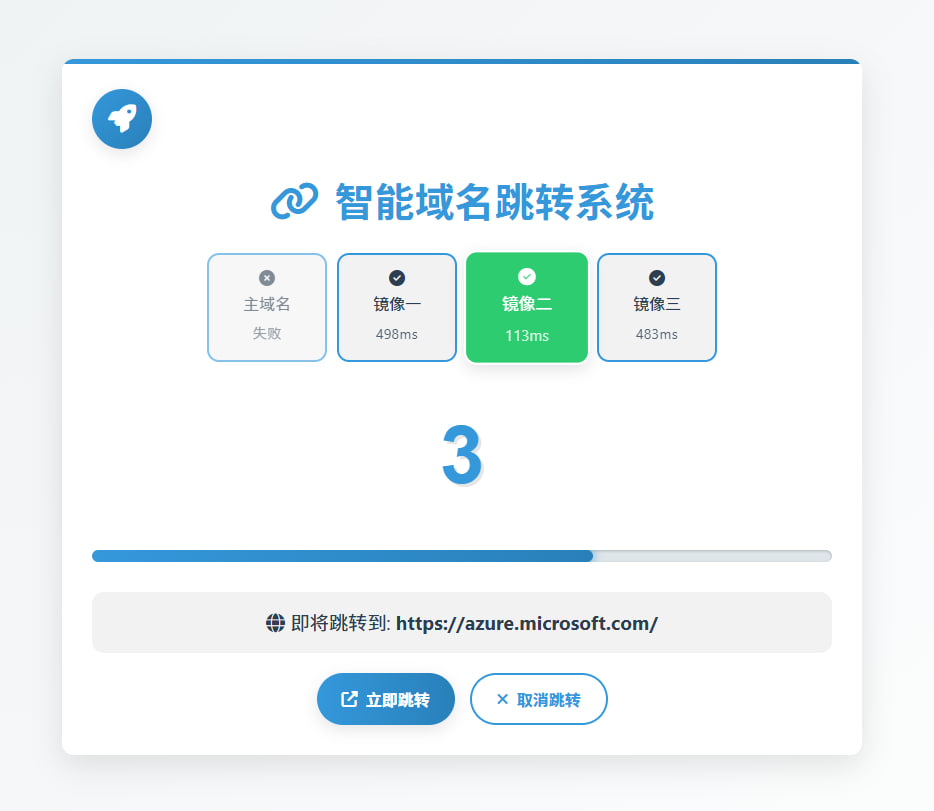 智能域名跳转系统
主域名
失败
镜像一
498ms
镜像二
113ms
镜像三
483ms
3
即将跳转到: https://azure.microsoft.com/
立即跳转
取消跳转